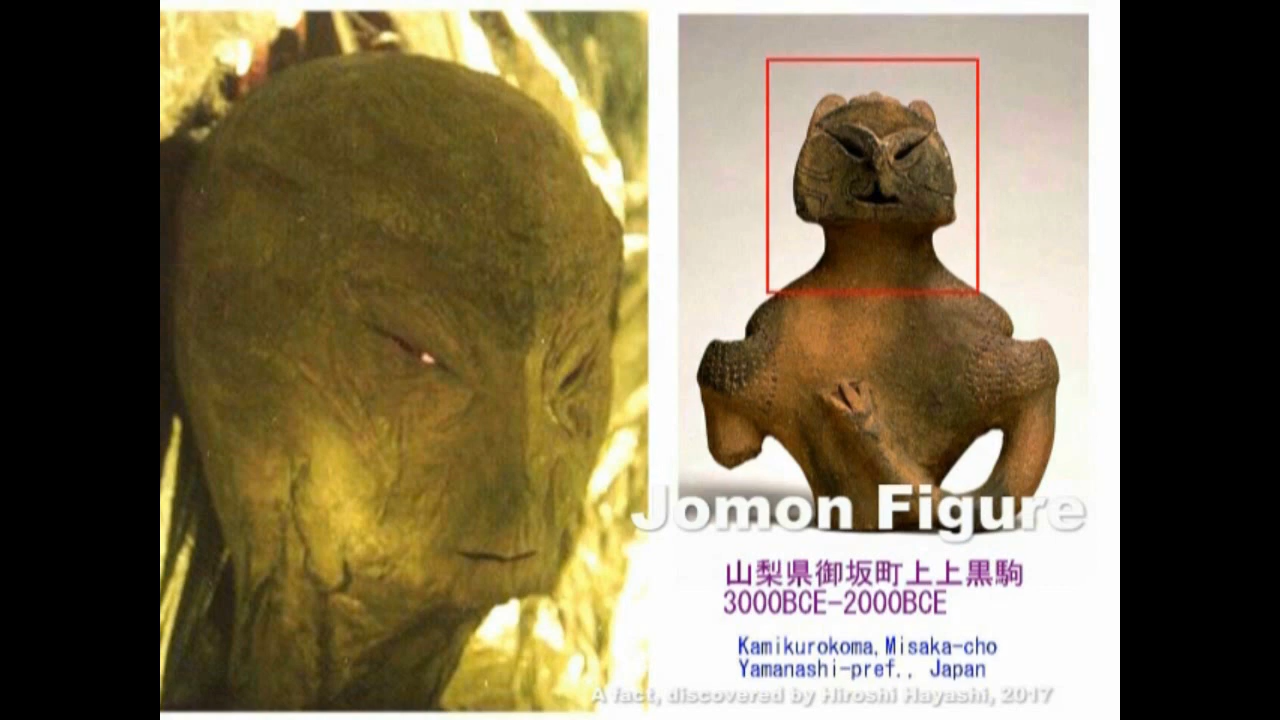 Jomon Figure
山梨県御坂町上上黒駒
3000BCE-2000BCE
Kamikurokoma,Misaka-cho
Yamanashi-pref., Japan
A fact, discovered by Hiroshi Hayashi, 2017